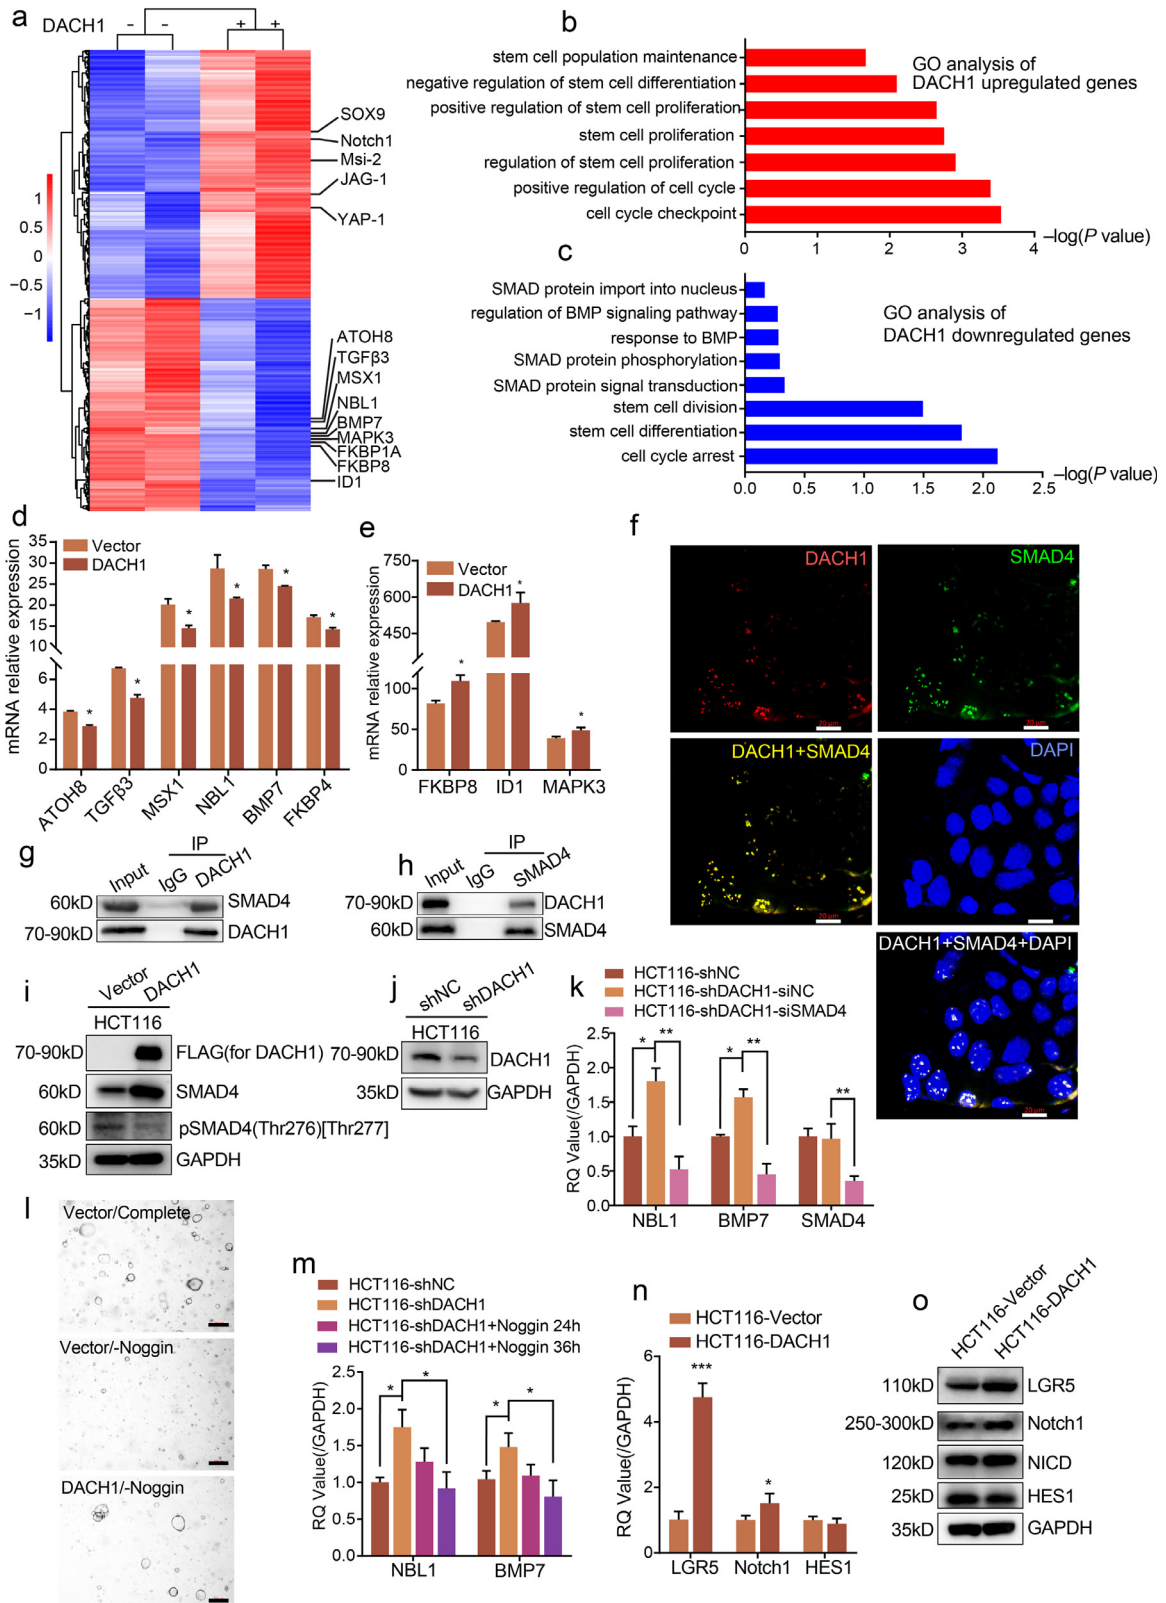 a
DACH1
− − + +
1
0.5
0
−0.5
−1
SOX9
Notch1
Msi-2
JAG-1
YAP-1
ATOH8
TGFβ3
MSX1
NBL1
BMP7
MAPK3
FKBP1A
FKBP8
ID1
b
stem cell population maintenance
negative regulation of stem cell differentiation
positive regulation of stem cell proliferation
stem cell proliferation
regulation of stem cell proliferation
positive regulation of cell cycle
cell cycle checkpoint
GO analysis of
DACH1 upregulated genes
0 1 2 3 4
−log(P value)
c
SMAD protein import into nucleus
regulation of BMP signaling pathway
response to BMP
SMAD protein phosphorylation
SMAD protein signal transduction
stem cell division
stem cell differentiation
cell cycle arrest
GO analysis of
DACH1 downregulated genes
0.0 0.5 1.0 1.5 2.0 2.5
−log(P value)
d
mRNA relative expression
35
30
25
20
15
10
6
4
2
0
Vector
DACH1
* * * * * *
ATOH8 TGFβ3 MSX1 NBL1 BMP7 FKBP4
e
mRNA relative expression
750
600
450
100
50
0
Vector
DACH1
* * *
FKBP8 ID1 MAPK3
f
DACH1
20 μm
SMAD4
20 μm
DACH1+SMAD4
20 μm
DAPI
DACH1+SMAD4+DAPI
20 μm
g
IP
Input IgG DACH1
60kD SMAD4
70-90kD DACH1
h
IP
Input IgG SMAD4
70-90kD DACH1
60kD SMAD4
i
Vector DACH1
HCT116
70-90kD FLAG(for DACH1)
60kD SMAD4
60kD pSMAD4(Thr276)[Thr277]
35kD GAPDH
j
shNC shDACH1
HCT116
70-90kD DACH1
35kD GAPDH
k
HCT116-shNC
HCT116-shDACH1-siNC
HCT116-shDACH1-siSMAD4
RQ Value(/GAPDH)
2.5
2.0
1.5
1.0
0.5
0.0
* ** * ** **
NBL1 BMP7 SMAD4
l
Vector/Complete
Vector/-Noggin
DACH1/-Noggin
m
HCT116-shNC
HCT116-shDACH1
HCT116-shDACH1+Noggin 24h
HCT116-shDACH1+Noggin 36h
RQ Value(/GAPDH)
2.5
2.0
1.5
1.0
0.5
0.0
* * * *
NBL1 BMP7
n
HCT116-Vector
HCT116-DACH1
RQ Value(/GAPDH)
6
4
2
0
*** *
LGR5 Notch1 HES1
o
HCT116-Vector
HCT116-DACH1
110kD LGR5
250-300kD Notch1
120kD NICD
25kD HES1
35kD GAPDH